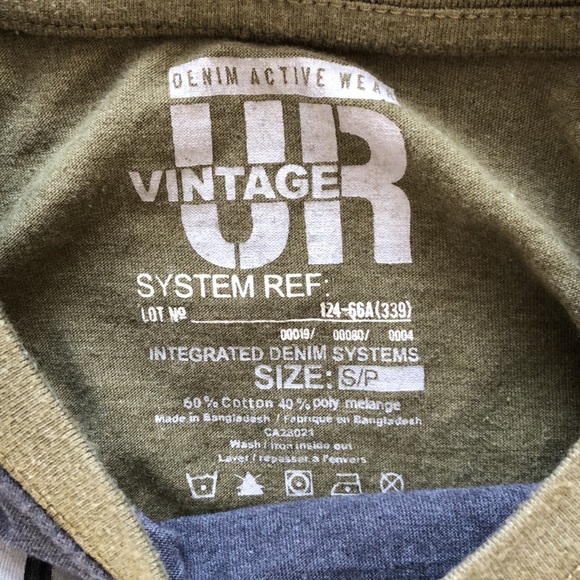 DENIM ACTIVE WEAR
UR
VINTAGE
SYSTEM REF:
LOT Nº 124-66A(339)
00019/ 00080/ 0004
INTEGRATED DENIM SYSTEMS
SIZE: S/P
60% Cotton 40% poly melange
Made in Bangladesh / Fabrique en Bangladesh
CA28021
Wash / Iron inside out
Laver / repasser a l'envers